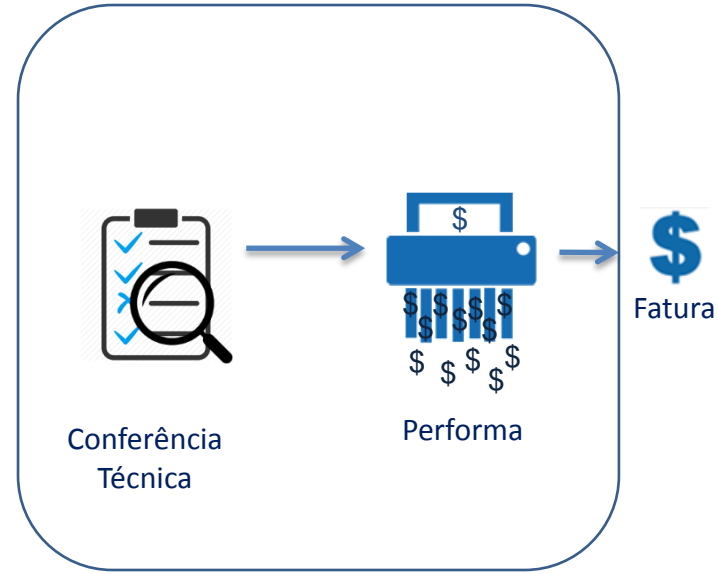 $
$ $ $ $ $ $ $ $
$ $ $ $ $
$
Fatura
Performa
Conferência
Técnica